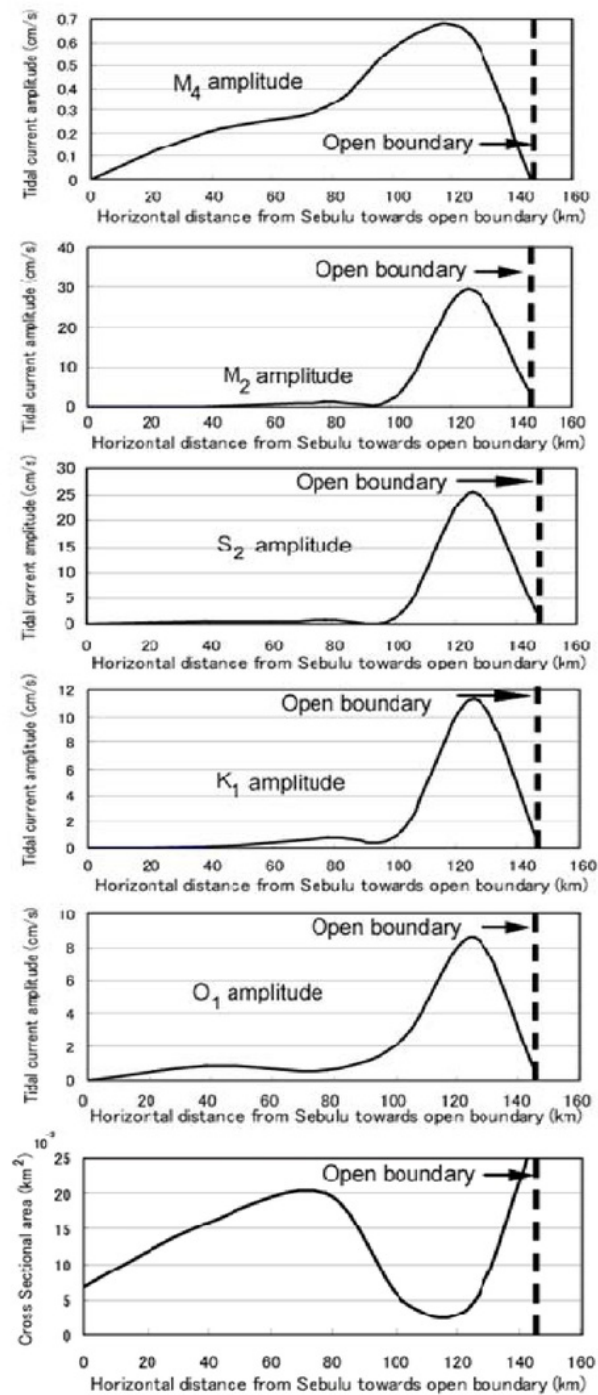 Tidal current amplitude (cm/s)
0.7
0.6
0.5
0.4
0.3
0.2
0.1
0
M4 amplitude
Open boundary
0 20 40 60 80 100 120 140 160
Horizontal distance from Sebulu towards open boundary (km)
Tidal current amplitude (cm/s)
40
30
20
10
0
Open boundary
M2 amplitude
0 20 40 60 80 100 120 140 160
Horizontal distance from Sebulu towards open boundary (km)
Tidal current amplitude (cm/s)
30
25
20
15
10
5
0
Open boundary
S2 amplitude
0 20 40 60 80 100 120 140 160
Horizontal distance from Sebulu towards open boundary (km)
Tidal current amplitude (cm/s)
12
10
8
6
4
2
0
Open boundary
K1 amplitude
0 20 40 60 80 100 120 140 160
Horizontal distance from Sebulu towards open boundary (km)
Tidal current amplitude (cm/s)
10
8
6
4
2
0
Open boundary
O1 amplitude
0 20 40 60 80 100 120 140 160
Horizontal distance from Sebulu towards open boundary (km)
Cross Sectional area (km²)
10⁻³
25
20
15
10
5
0
Open boundary
0 20 40 60 80 100 120 140 160
Horizontal distance from Sebulu towards open boundary (km)